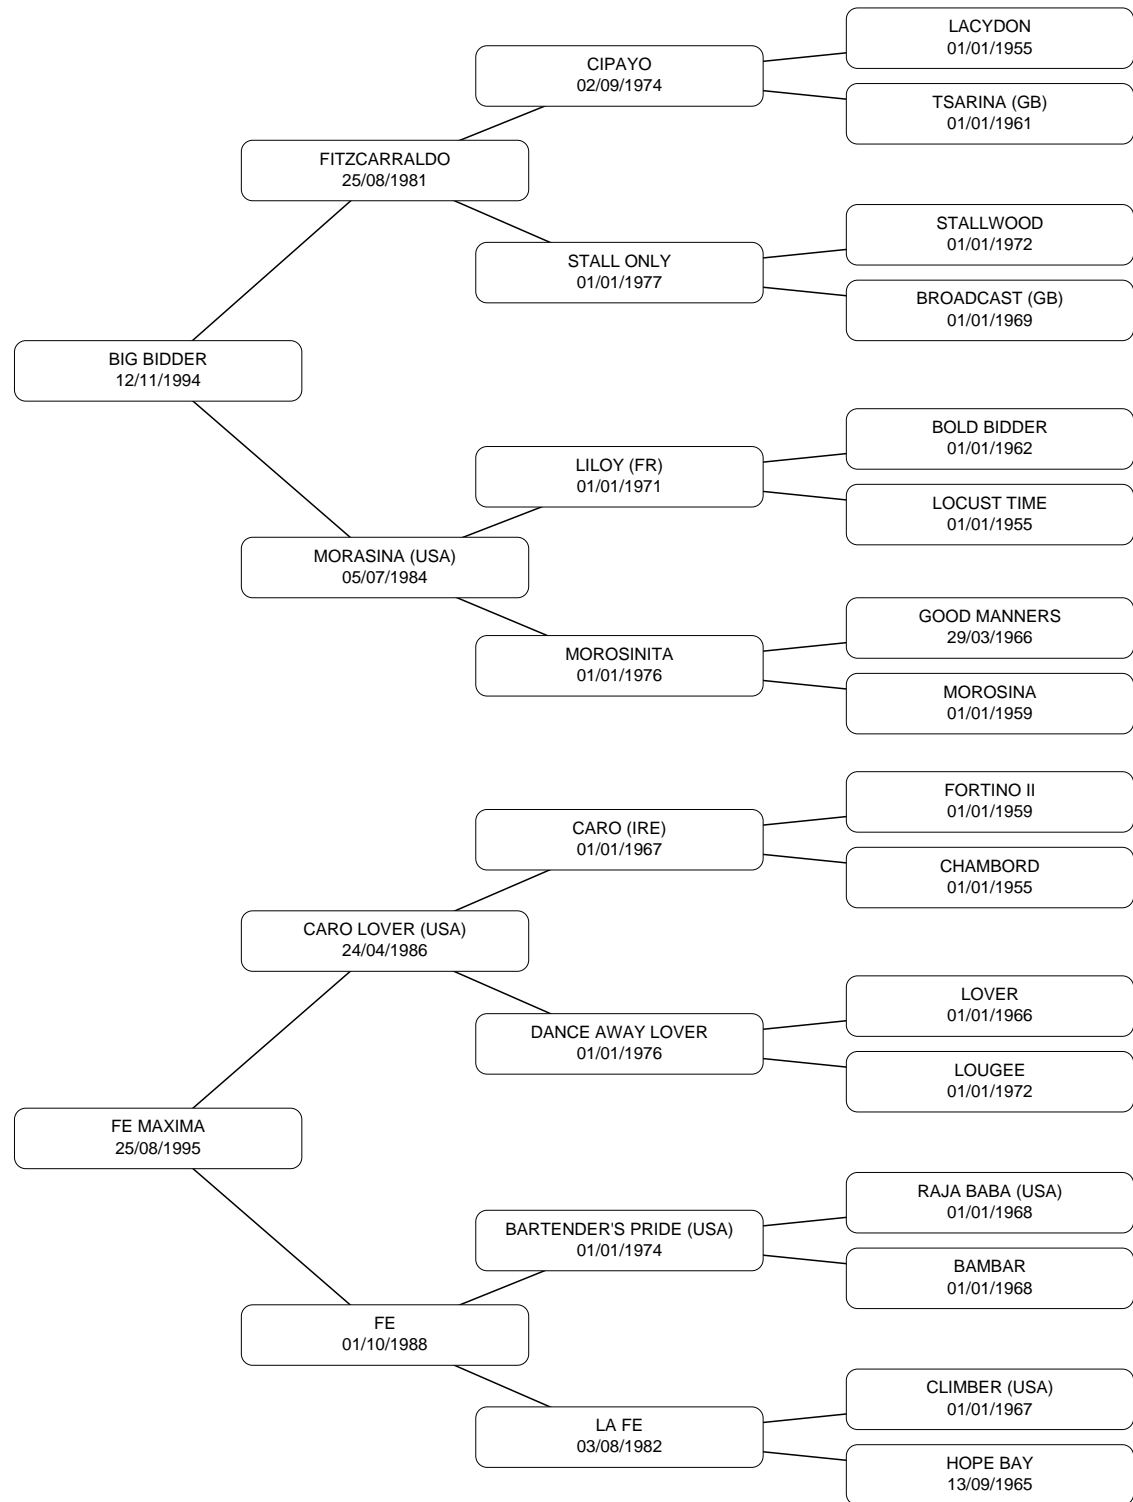 LACYDON
01/01/1955
CIPAYO
02/09/1974
TSARINA (GB)
01/01/1961
FITZCARRALDO
25/08/1981
STALLWOOD
01/01/1972
STALL ONLY
01/01/1977
BROADCAST (GB)
01/01/1969
BIG BIDDER
12/11/1994
BOLD BIDDER
01/01/1962
LILOY (FR)
01/01/1971
LOCUST TIME
01/01/1955
MORASINA (USA)
05/07/1984
GOOD MANNERS
29/03/1966
MOROSINITA
01/01/1976
MOROSINA
01/01/1959
FORTINO II
01/01/1959
CARO (IRE)
01/01/1967
CHAMBORD
01/01/1955
CARO LOVER (USA)
24/04/1986
LOVER
01/01/1966
DANCE AWAY LOVER
01/01/1976
LOUGEE
01/01/1972
FE MAXIMA
25/08/1995
RAJA BABA (USA)
01/01/1968
BARTENDER'S PRIDE (USA)
01/01/1974
BAMBAR
01/01/1968
FE
01/10/1988
CLIMBER (USA)
01/01/1967
LA FE
03/08/1982
HOPE BAY
13/09/1965